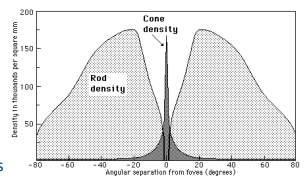 200
150
100
50
Density in thousands per square mm
Cone
density
Rod
density
-80 -60 -40 -20 0 20 40 60 80
Angular separation from fovea (degrees)